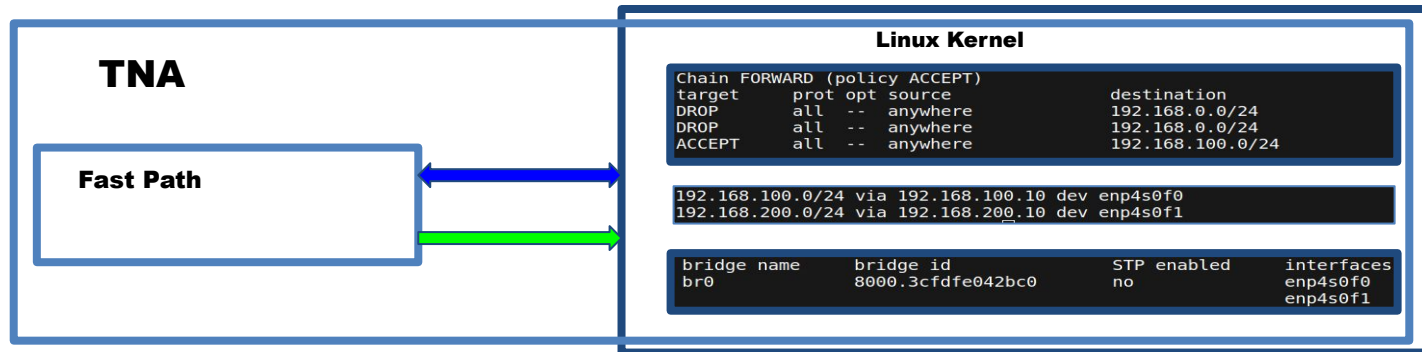 TNA
Fast Path
Linux Kernel
Chain FORWARD (policy ACCEPT)
target prot opt source destination
DROP all -- anywhere 192.168.0.0/24
DROP all -- anywhere 192.168.0.0/24
ACCEPT all -- anywhere 192.168.100.0/24
192.168.100.0/24 via 192.168.100.10 dev enp4s0f0
192.168.200.0/24 via 192.168.200.10 dev enp4s0f1
bridge name bridge id STP enabled interfaces
br0 8000.3cfdfe042bc0 no enp4s0f0
enp4s0f1